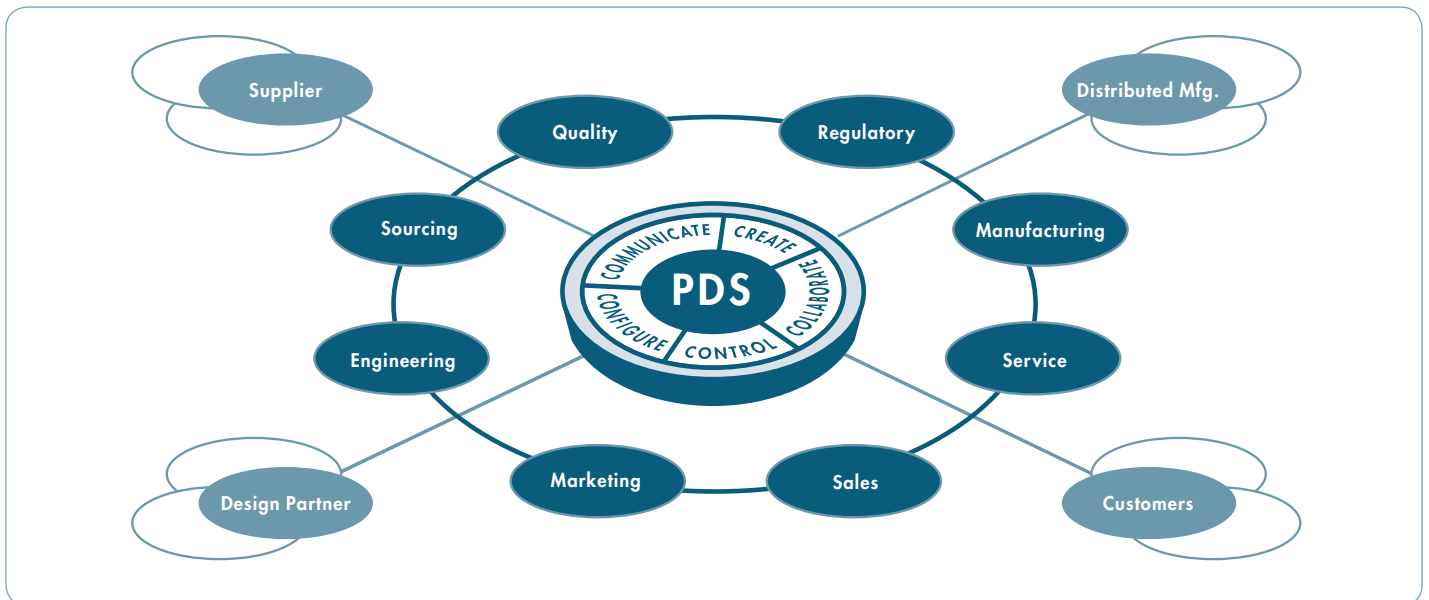 Supplier
Distributed Mfg.
Quality
Regulatory
Sourcing
Manufacturing
COMMUNICATE
CREATE
COLLABORATE
CONTROL
CONFIGURE
PDS
Engineering
Service
Marketing
Sales
Design Partner
Customers